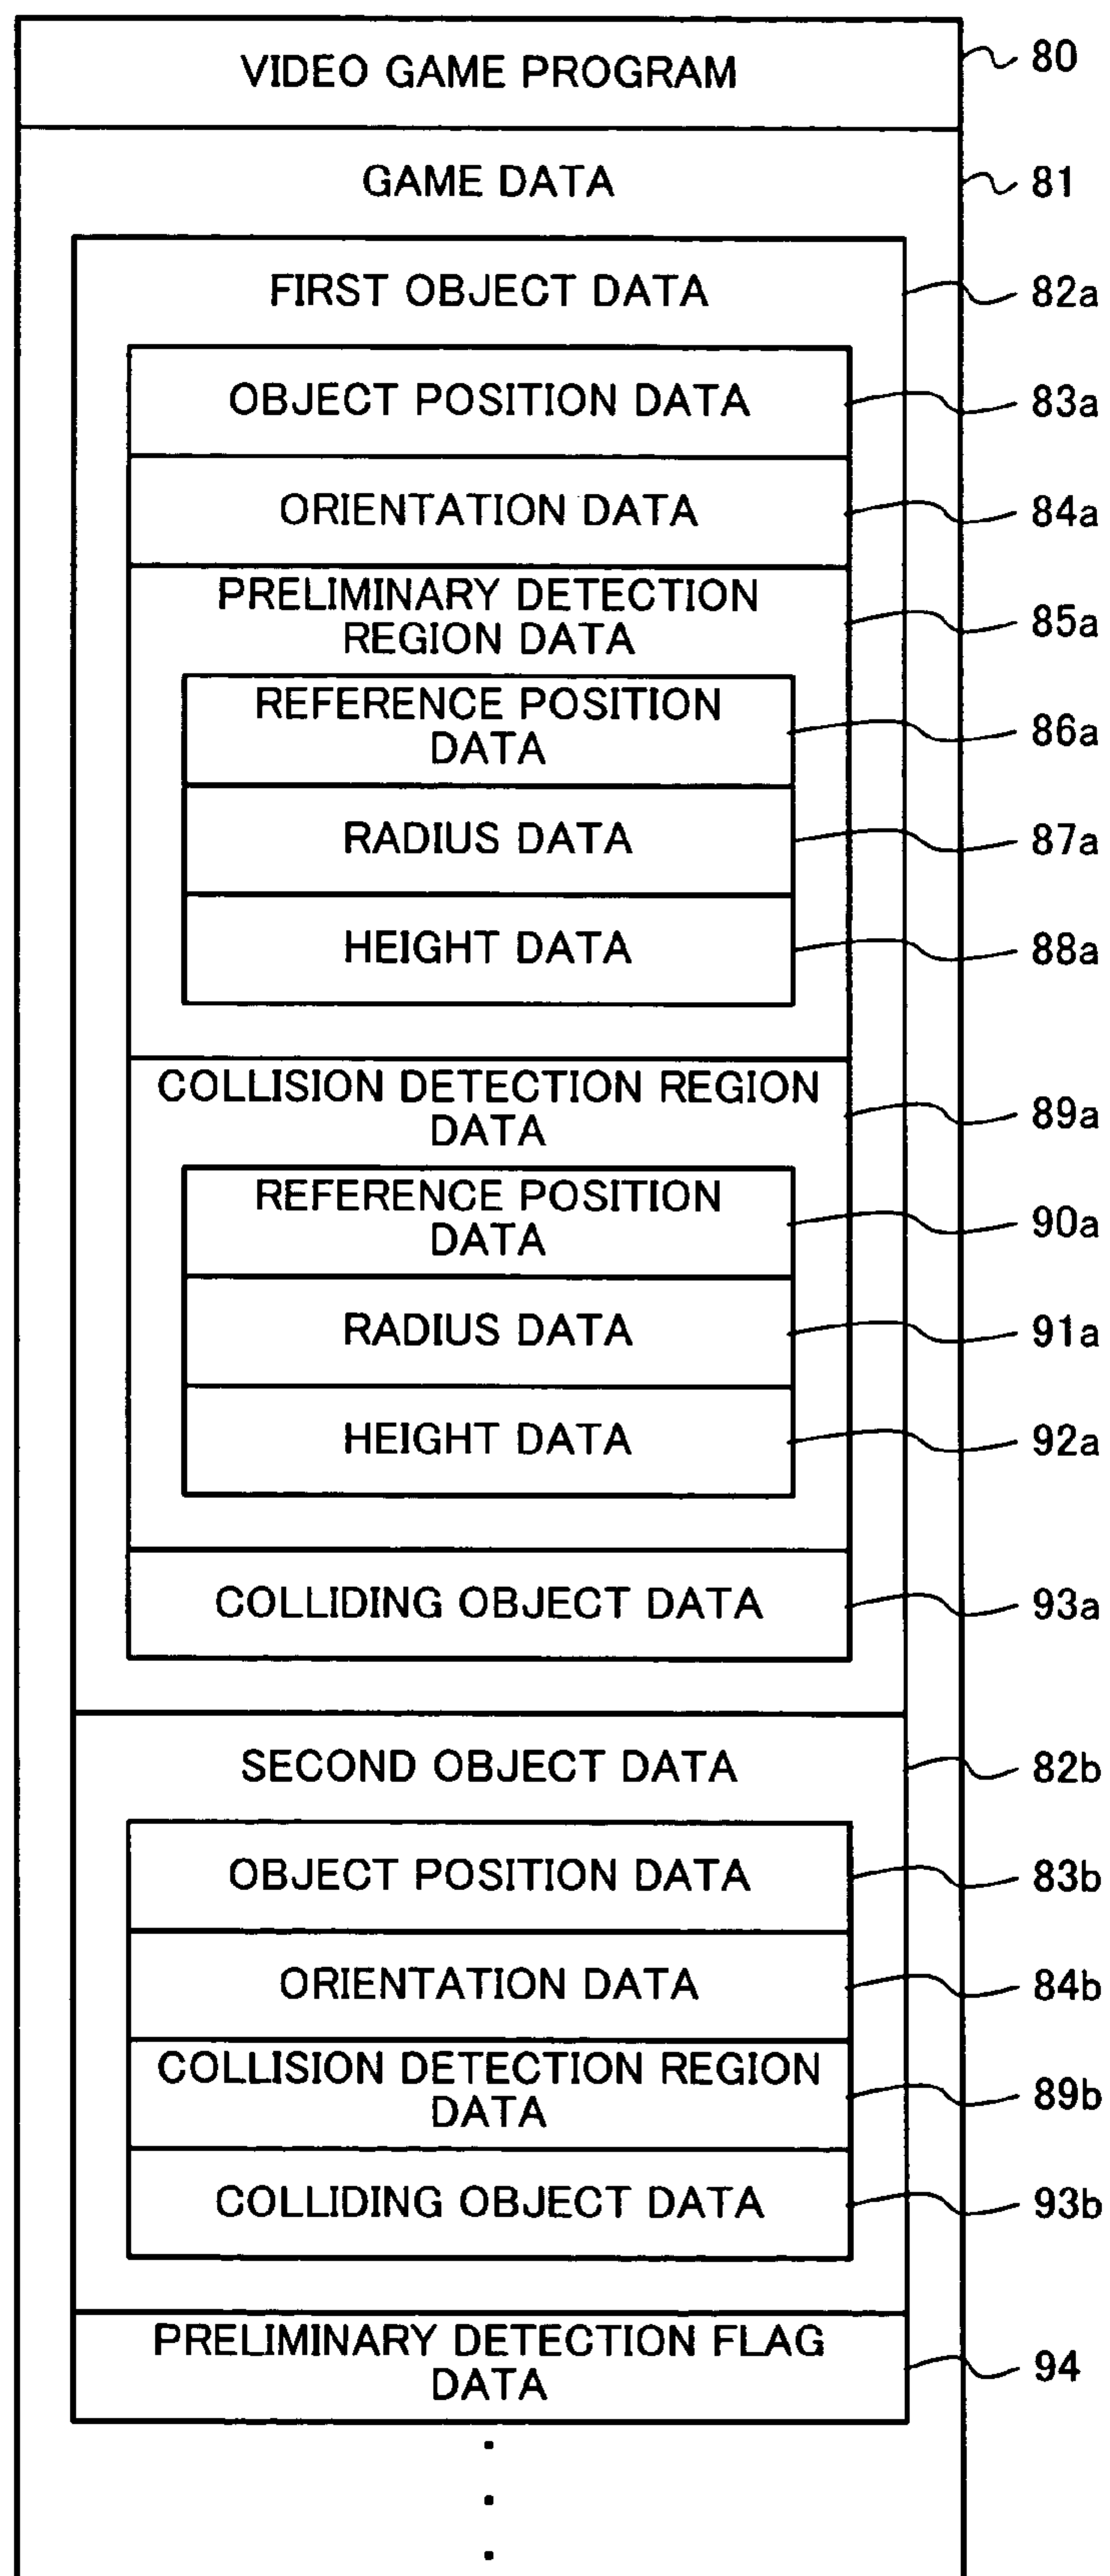 VIDEO GAME PROGRAM 80
GAME DATA 81
FIRST OBJECT DATA 82a
OBJECT POSITION DATA 83a
ORIENTATION DATA 84a
PRELIMINARY DETECTION
REGION DATA 85a
REFERENCE POSITION
DATA 86a
RADIUS DATA 87a
HEIGHT DATA 88a
COLLISION DETECTION REGION
DATA 89a
REFERENCE POSITION
DATA 90a
RADIUS DATA 91a
HEIGHT DATA 92a
COLLIDING OBJECT DATA 93a
SECOND OBJECT DATA 82b
OBJECT POSITION DATA 83b
ORIENTATION DATA 84b
COLLISION DETECTION REGION
DATA 89b
COLLIDING OBJECT DATA 93b
PRELIMINARY DETECTION FLAG
DATA 94